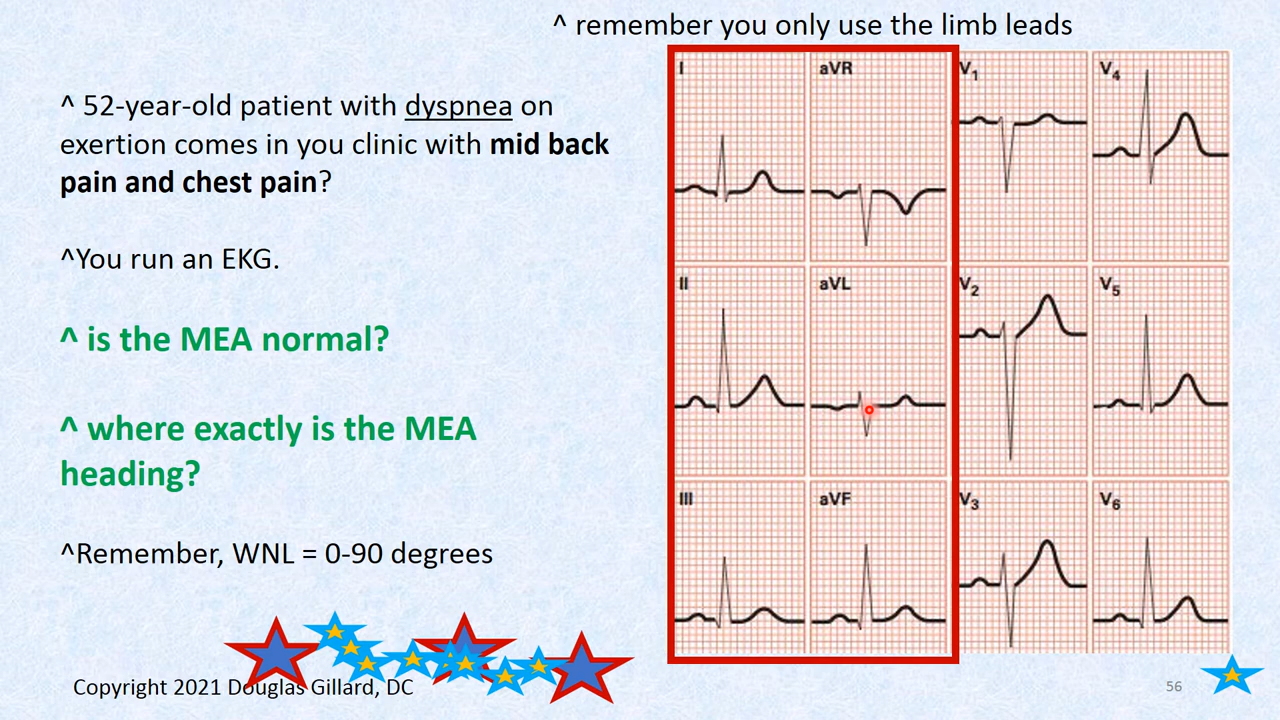 ^ remember you only use the limb leads
^ 52-year-old patient with dyspnea on
exertion comes in you clinic with mid back
pain and chest pain?
^You run an EKG.
^ is the MEA normal?
^ where exactly is the MEA
heading?
^Remember, WNL = 0-90 degrees
I
aVR
V1
V4
II
aVL
V2
V5
III
aVF
V3
V6
Copyright 2021 Douglas Gillard, DC
56